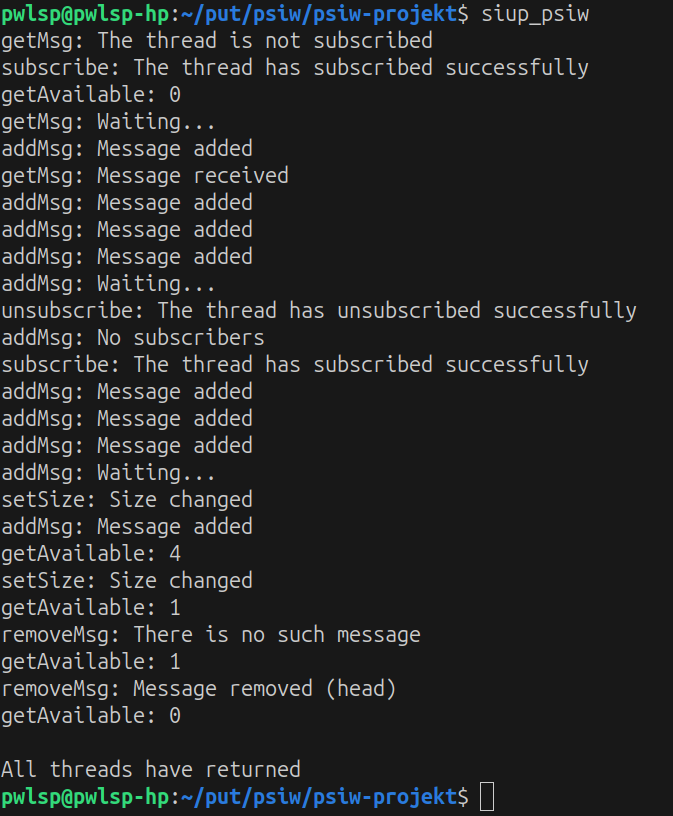 pwlsp@pwlsp-hp:~/put/psiw/psiw-projekt$ siup_psiw
getMsg: The thread is not subscribed
subscribe: The thread has subscribed successfully
getAvailable: 0
getMsg: Waiting...
addMsg: Message added
getMsg: Message received
addMsg: Message added
addMsg: Message added
addMsg: Message added
addMsg: Waiting...
unsubscribe: The thread has unsubscribed successfully
addMsg: No subscribers
subscribe: The thread has subscribed successfully
addMsg: Message added
addMsg: Message added
addMsg: Message added
addMsg: Waiting...
setSize: Size changed
addMsg: Message added
getAvailable: 4
setSize: Size changed
getAvailable: 1
removeMsg: There is no such message
getAvailable: 1
removeMsg: Message removed (head)
getAvailable: 0
All threads have returned
pwlsp@pwlsp-hp:~/put/psiw/psiw-projekt$